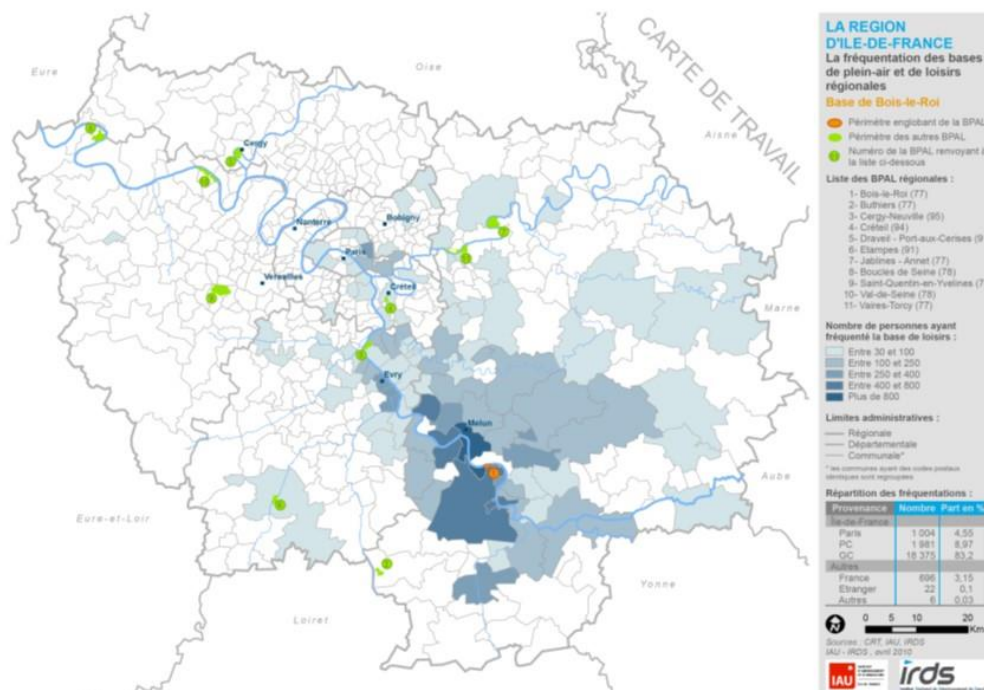 Eure
Oise
CARTE DE TRAVAIL
Aisne
Cergy
Nanterre
Bobigny
Paris
Versailles
Créteil
Marne
Evry
Melun
Aube
Eure-et-Loir
Yonne
Loiret
LA REGION
D'ILE-DE-FRANCE
La fréquentation des bases
de plein-air et de loisirs
régionales
Base de Bois-le-Roi
Périmètre englobant de la BPAL
Périmètre des autres BPAL
Numéro de la BPAL renvoyant à
la liste ci-dessous
Liste des BPAL régionales :
1- Bois-le-Roi (77)
2- Buthiers (77)
3- Cergy-Neuville (95)
4- Créteil (94)
5- Draveil - Port-aux-Cerises (9
6- Etampes (91)
7- Jablines - Annet (77)
8- Boucles de Seine (78)
9- Saint-Quentin-en-Yvelines (7
10- Val-de-Seine (78)
11- Vaires-Torcy (77)
Nombre de personnes ayant
fréquenté la base de loisirs :
Entre 30 et 100
Entre 100 et 250
Entre 250 et 400
Entre 400 et 800
Plus de 800
Limites administratives :
Régionale
Départementale
Communale*
* les communes ayant des codes postaux
identiques sont regroupées
Répartition des fréquentations :
Provenance Nombre Part en %
Île-de-France
Paris 1 004 4,55
PC 1 981 8,97
GC 18 375 83,2
Autres
France 696 3,15
Etranger 22 0,1
Autres 6 0,03
0 5 10 20
Km
Sources : CRT, IAU, IRDS
IAU - IRDS , avril 2010
IAU
irds